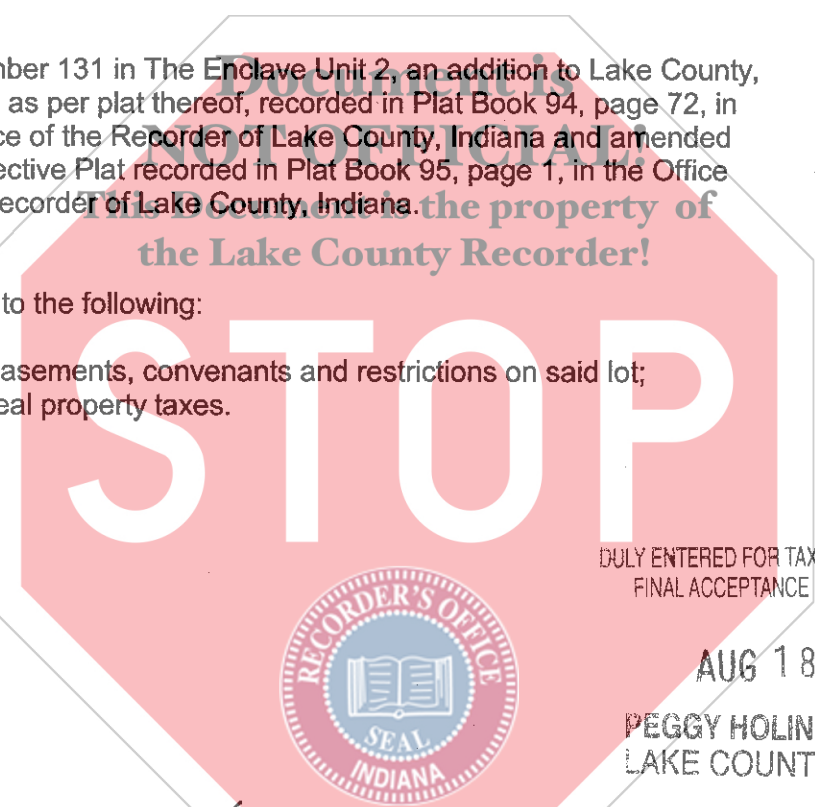 Document is
nber 131 in The Enclave Unit 2, an addition to Lake County,
as per plat thereof, recorded in Plat Book 94, page 72, in
NOT OFFICIAL!
ce of the Recorder of Lake County, Indiana and amended
ective Plat recorded in Plat Book 95, page 1, in the Office
This Document is the property of
ecorder of Lake County, Indiana.
the Lake County Recorder!
to the following:
asements, convenants and restrictions on said lot;
eal property taxes.
STOP
DULY ENTERED FOR TAX
FINAL ACCEPTANCE
RECORDER'S OFFICE
SEAL
INDIANA
AUG 18
PEGGY HOLIN
LAKE COUNT